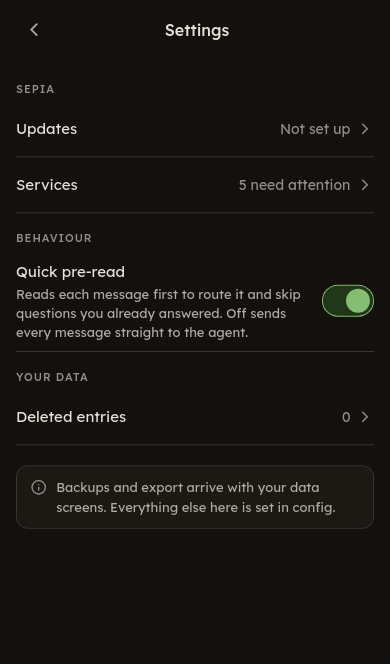 Settings
SEPIA
Updates
Not set up
Services
5 need attention
BEHAVIOUR
Quick pre-read
Reads each message first to route it and skip
questions you already answered. Off sends
every message straight to the agent.
YOUR DATA
Deleted entries
0
Backups and export arrive with your data
screens. Everything else here is set in config.